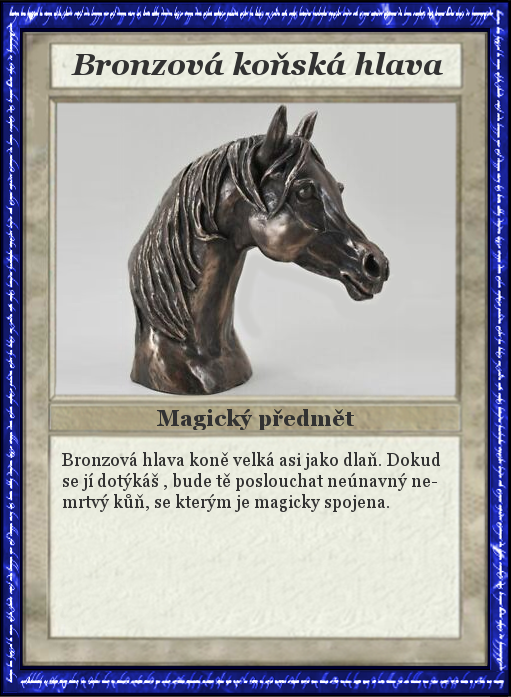 Bronzová koňská hlava
Magický předmět
Bronzová hlava koně velká asi jako dlaň. Dokud
se jí dotýkáš , bude tě poslouchat neúnavný ne-
mrtvý kůň, se kterým je magicky spojena.